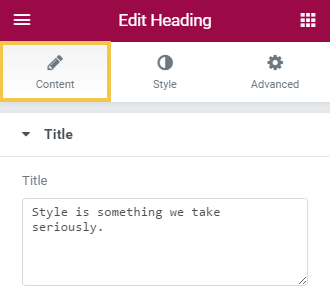 Edit Heading
Content Style Advanced
Title
Title
Style is something we take
seriously.